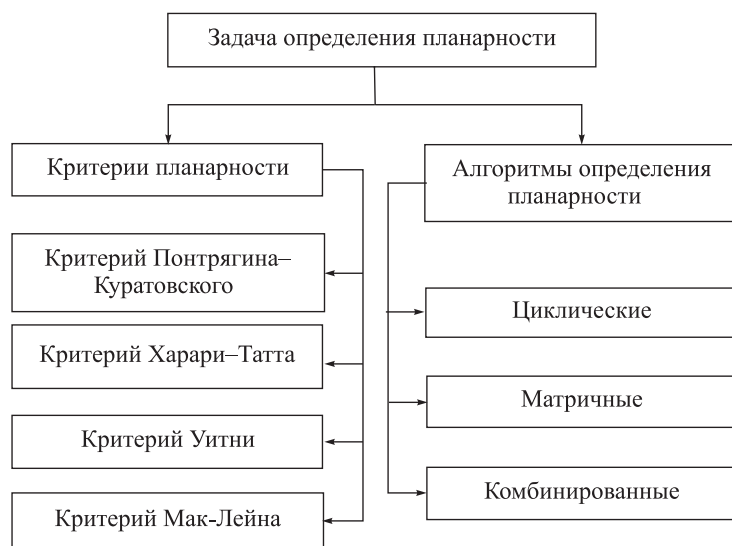 Задача определения планарности
Критерии планарности
Критерий Понтрягина–
Куратовского
Критерий Харари–Татта
Критерий Уитни
Критерий Мак-Лейна
Алгоритмы определения
планарности
Циклические
Матричные
Комбинированные